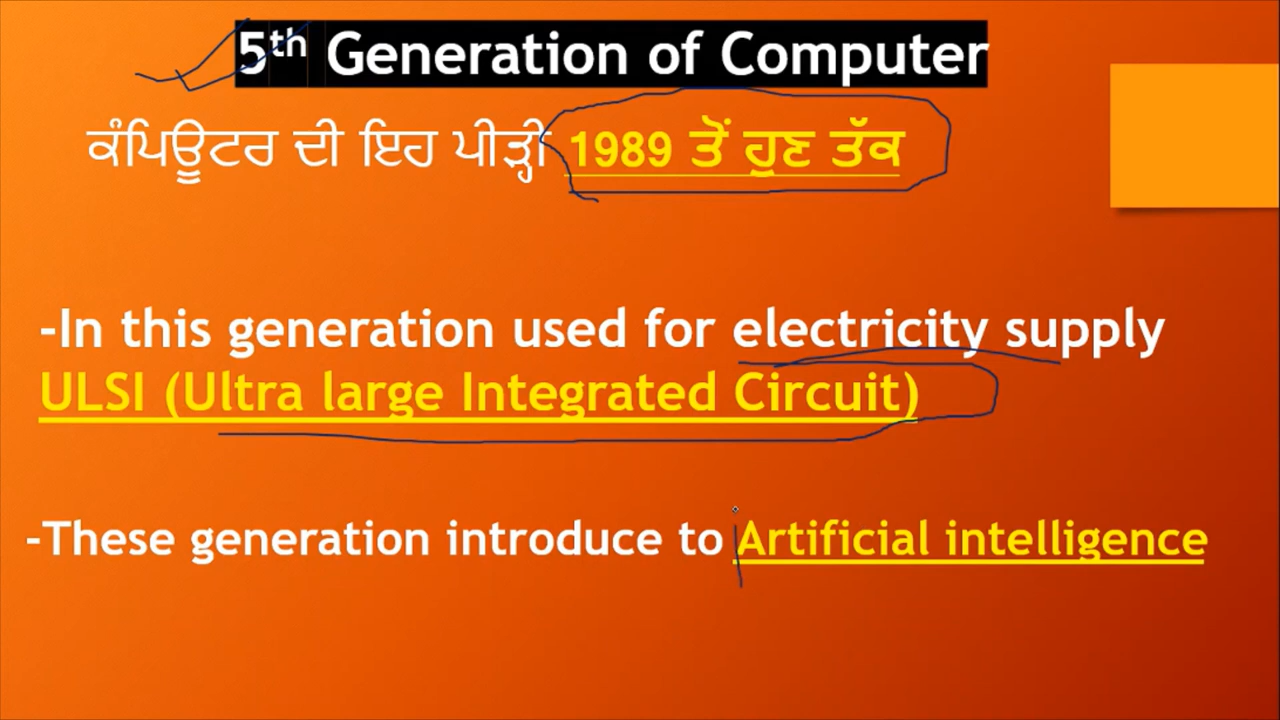 5th Generation of Computer
ਕੰਪਿਊਟਰ ਦੀ ਇਹ ਪੀੜ੍ਹੀ 1989 ਤੋਂ ਹੁਣ ਤੱਕ
-In this generation used for electricity supply
ULSI (Ultra large Integrated Circuit)
-These generation introduce to Artificial intelligence